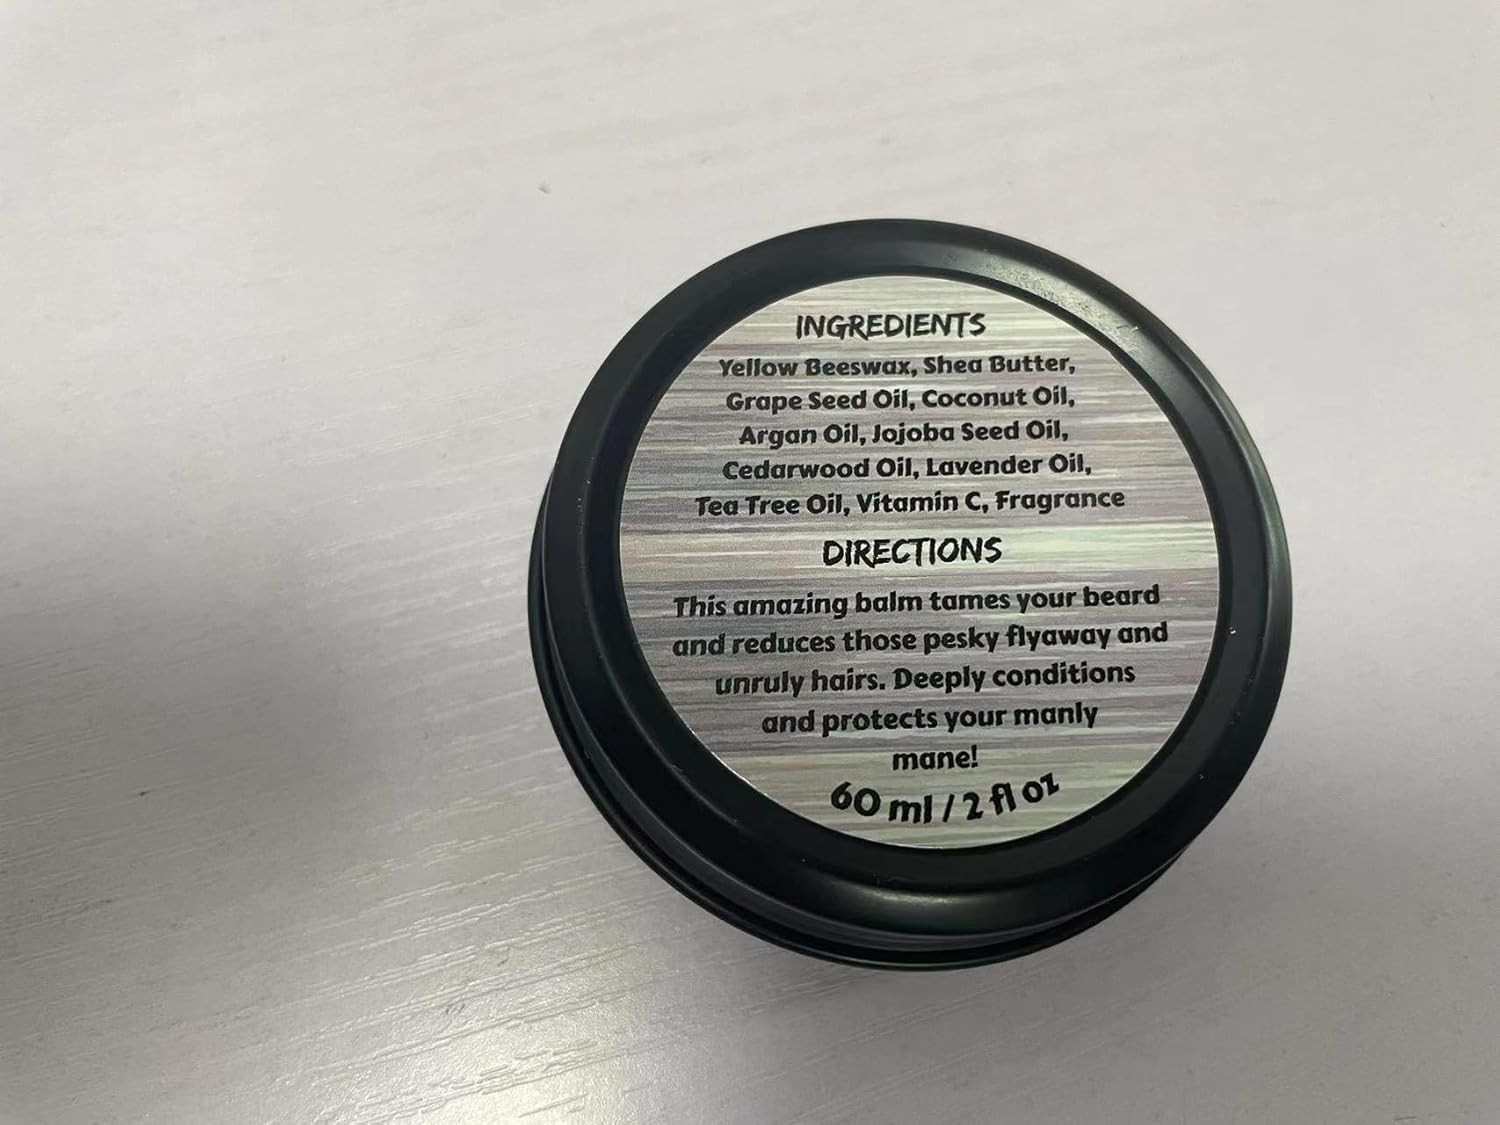 INGREDIENTS
Yellow Beeswax, Shea Butter,
Grape Seed Oil, Coconut Oil,
Argan Oil, Jojoba Seed Oil,
Cedarwood Oil, Lavender Oil,
Tea Tree Oil, Vitamin C, Fragrance
DIRECTIONS
This amazing balm tames your beard
and reduces those pesky flyaway and
unruly hairs. Deeply conditions
and protects your manly
mane!
60 ml / 2 fl oz